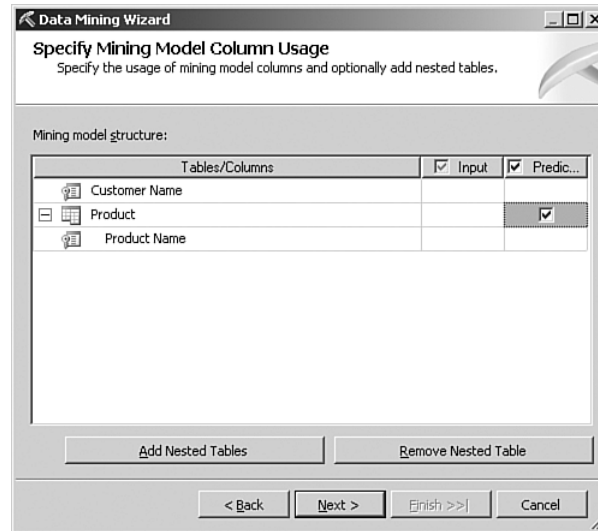 Data Mining Wizard
Specify Mining Model Column Usage
Specify the usage of mining model columns and optionally add nested tables.
Mining model structure:
Tables/Columns Input Predic...
Customer Name
Product
Product Name
Add Nested Tables Remove Nested Table
< Back Next > Finish >>| Cancel